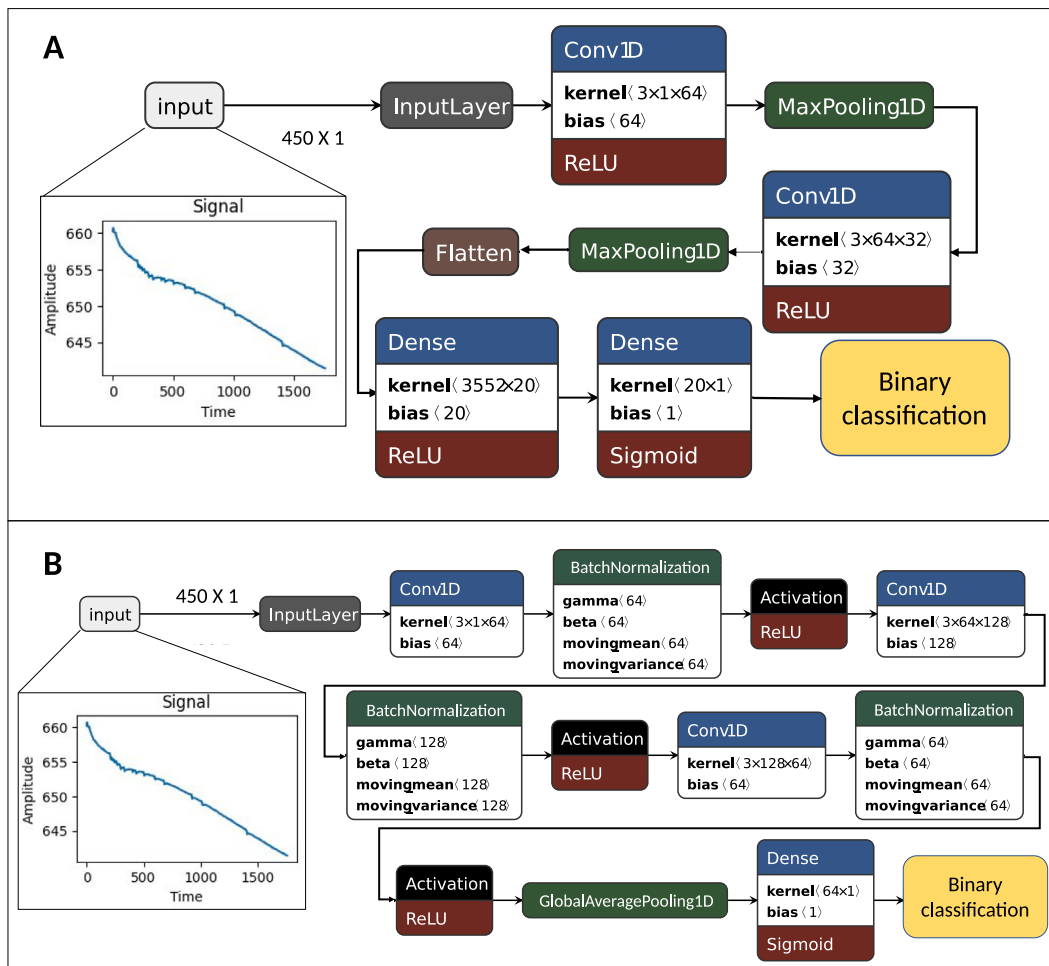 A
input
450 X 1
InputLayer
Conv1D
kernel⟨3×1×64⟩
bias⟨64⟩
ReLU
MaxPooling1D
Conv1D
kernel⟨3×64×32⟩
bias⟨32⟩
ReLU
MaxPooling1D
Flatten
Signal
660
655
650
645
Amplitude
0
500
1000
1500
Time
Dense
kernel⟨3552×20⟩
bias⟨20⟩
ReLU
Dense
kernel⟨20×1⟩
bias⟨1⟩
Sigmoid
Binary
classification
B
input
450 X 1
InputLayer
Conv1D
kernel⟨3×1×64⟩
bias⟨64⟩
BatchNormalization
gamma⟨64⟩
beta⟨64⟩
moving_mean⟨64⟩
moving_variance⟨64⟩
Activation
ReLU
Conv1D
kernel⟨3×64×128⟩
bias⟨128⟩
Signal
660
655
650
645
Amplitude
0
500
1000
1500
Time
BatchNormalization
gamma⟨128⟩
beta⟨128⟩
moving_mean⟨128⟩
moving_variance⟨128⟩
Activation
ReLU
Conv1D
kernel⟨3×128×64⟩
bias⟨64⟩
BatchNormalization
gamma⟨64⟩
beta⟨64⟩
moving_mean⟨64⟩
moving_variance⟨64⟩
Activation
ReLU
GlobalAveragePooling1D
Dense
kernel⟨64×1⟩
bias⟨1⟩
Sigmoid
Binary
classification